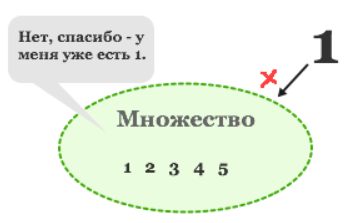 Нет, спасибо - у
меня уже есть 1.
1
Множество
1 2 3 4 5